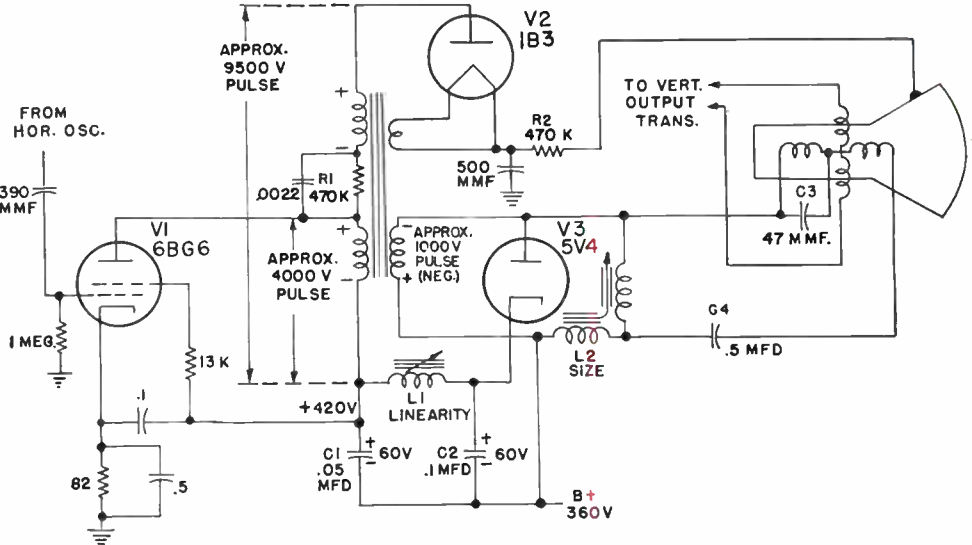 V2
1B3
APPROX.
9500 V
PULSE
TO VERT.
OUTPUT
TRANS.
FROM
HOR. OSC.
R2
470 K
+
-
390
MMF
.0022
R1
470K
500
MMF
C3
47 MMF.
V1
6BG6
+
-
APPROX.
4000 V
PULSE
-
APPROX.
1000V
PULSE
(NEG.)
+
V3
5V4
1 MEG.
13 K
L2
SIZE
C4
.5 MFD
L1
LINEARITY
+420V
.1
C1
.05
MFD
+
-
60V
C2
.1MFD
+
-
60V
82
.5
B+
360V